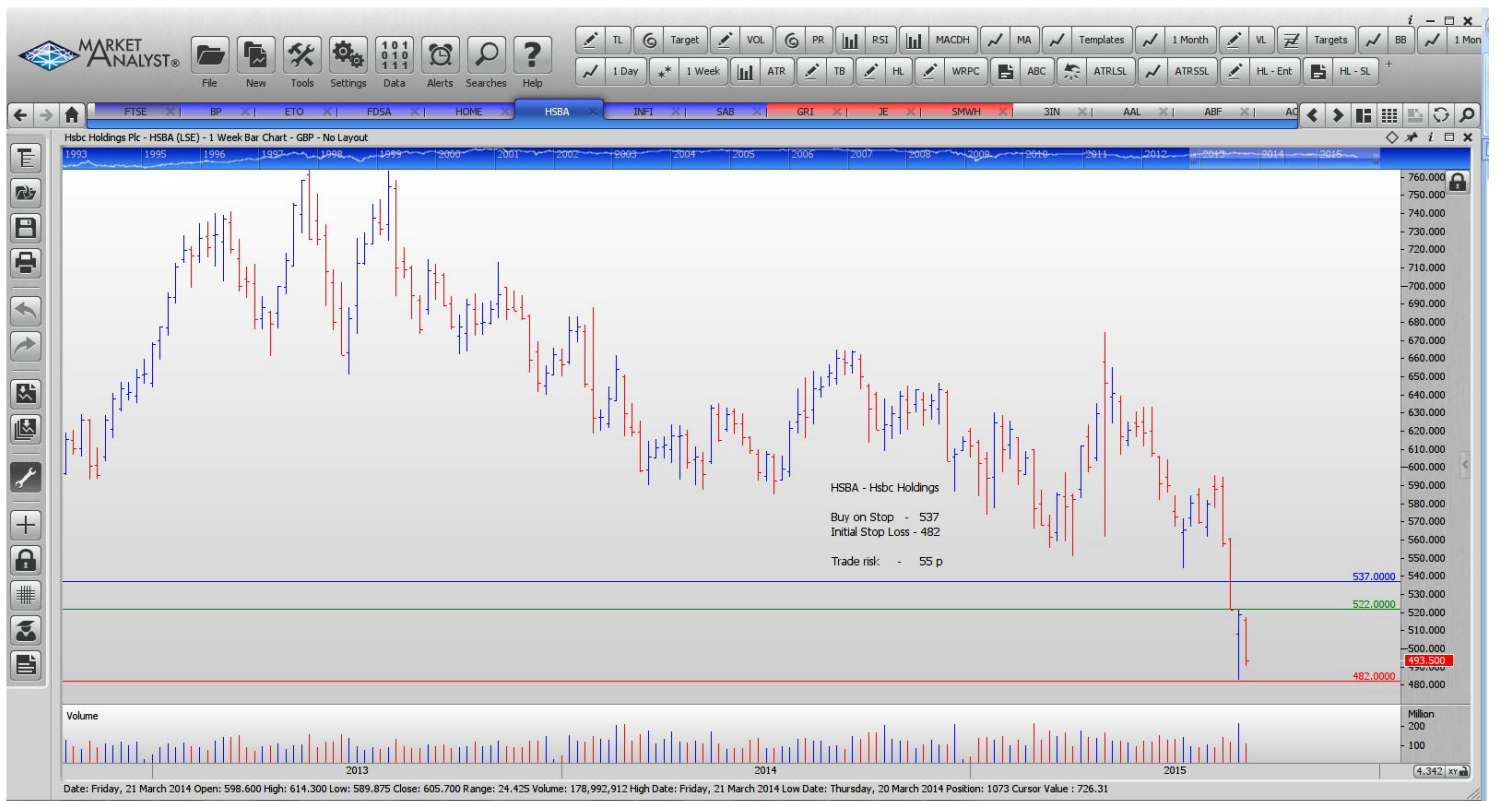 i
MARKET ANALYST®
File New Tools Settings Data Alerts Searches Help
101 010 111
TL Target VOL PR RSI MACDH MA Templates 1 Month VL Targets BB 1 Mon
1 Day 1 Week ATR TB HL WRPC ABC ATRLSL ATRSSL HL - Ent HL - SL +
FTSE BP ETO FDSA HOME HSBA INFI SAB GRI JE SMWH 3IN AAL ABF AC
Hsbc Holdings Plc - HSBA (LSE) - 1 Week Bar Chart - GBP - No Layout
i
1993 1995 1996 1997 1998 1999 2000 2001 2002 2003 2004 2005 2006 2007 2008 2009 2010 2011 2012 2013 2014 2015
760.000
750.000
740.000
730.000
720.000
710.000
700.000
690.000
680.000
670.000
660.000
650.000
640.000
630.000
620.000
610.000
600.000
590.000
580.000
570.000
560.000
550.000
540.000
530.000
520.000
510.000
500.000
493.500
490.000
480.000
HSBA - Hsbc Holdings
Buy on Stop - 537
Initial Stop Loss - 482
Trade risk - 55 p
537.0000
522.0000
482.0000
Volume
Million
200
100
2013 2014 2015
4.342 XY
Date: Friday, 21 March 2014 Open: 598.600 High: 614.300 Low: 589.875 Close: 605.700 Range: 24.425 Volume: 178,992,912 High Date: Friday, 21 March 2014 Low Date: Thursday, 20 March 2014 Position: 1073 Cursor Value : 726.31